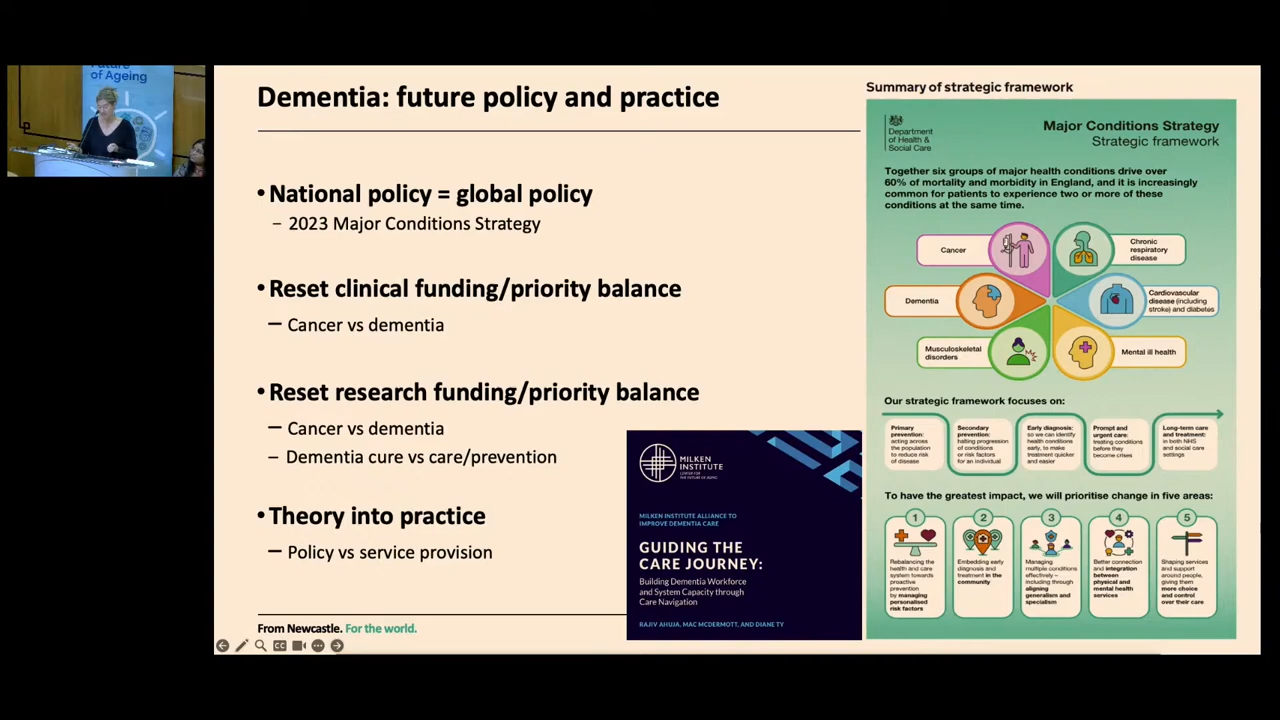 Future
of Ageing
Dementia: future policy and practice
• National policy = global policy
– 2023 Major Conditions Strategy
• Reset clinical funding/priority balance
– Cancer vs dementia
• Reset research funding/priority balance
– Cancer vs dementia
– Dementia cure vs care/prevention
• Theory into practice
– Policy vs service provision
From Newcastle. For the world.
CC
MILKEN
INSTITUTE
CENTER FOR
THE FUTURE OF AGING
MILKEN INSTITUTE ALLIANCE TO
IMPROVE DEMENTIA CARE
GUIDING THE
CARE JOURNEY:
Building Dementia Workforce
and System Capacity through
Care Navigation
RAJIV AHUJA, MAC MCDERMOTT, AND DIANE TY
Summary of strategic framework
Department
of Health &
Social Care
Major Conditions Strategy
Strategic framework
Together six groups of major health conditions drive over
60% of mortality and morbidity in England, and it is increasingly
common for patients to experience two or more of these
conditions at the same time.
Cancer
Chronic
respiratory
disease
Dementia
Cardiovascular
disease (including
stroke) and diabetes
Musculoskeletal
disorders
Mental ill health
Our strategic framework focuses on:
Primary
prevention:
acting across
the population
to reduce risk
of disease
Secondary
prevention:
halting progression
of conditions
or risk factors
for an individual
Early diagnosis:
so we can identify
health conditions
early, to make
treatment quicker
and easier
Prompt and
urgent care:
treating conditions
before they
become crises
Long-term care
and treatment:
in both NHS
and social care
settings
To have the greatest impact, we will prioritise change in five areas:
1
Rebalancing the
health and care
system towards
proactive
prevention
by managing
personalised
risk factors
2
Embedding early
diagnosis and
treatment in the
community
3
Managing
multiple conditions
effectively –
including through
aligning
generalism and
specialism
4
Better connection
and integration
between
physical and
mental health
services
5
Shaping services
and support
around people,
giving them
more choice
and control
over their care